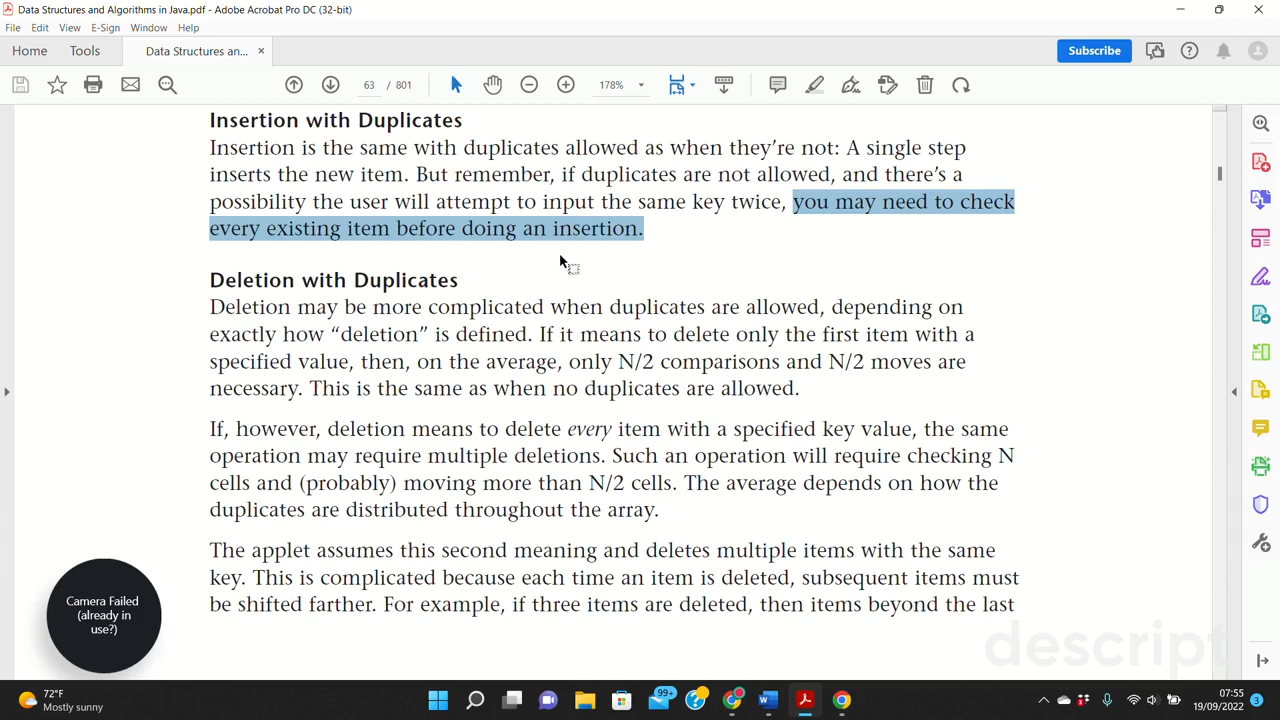 Data Structures and Algorithms in Java.pdf - Adobe Acrobat Pro DC (32-bit)
File Edit View E-Sign Window Help
Home Tools Data Structures an... ×
Subscribe
63 / 801 178%
Insertion with Duplicates
Insertion is the same with duplicates allowed as when they're not: A single step
inserts the new item. But remember, if duplicates are not allowed, and there's a
possibility the user will attempt to input the same key twice, you may need to check
every existing item before doing an insertion.
Deletion with Duplicates
Deletion may be more complicated when duplicates are allowed, depending on
exactly how “deletion” is defined. If it means to delete only the first item with a
specified value, then, on the average, only N/2 comparisons and N/2 moves are
necessary. This is the same as when no duplicates are allowed.
If, however, deletion means to delete every item with a specified key value, the same
operation may require multiple deletions. Such an operation will require checking N
cells and (probably) moving more than N/2 cells. The average depends on how the
duplicates are distributed throughout the array.
The applet assumes this second meaning and deletes multiple items with the same
key. This is complicated because each time an item is deleted, subsequent items must
be shifted farther. For example, if three items are deleted, then items beyond the last
Camera Failed
(already in
use?)
descript
72°F
Mostly sunny
99+
07:55
19/09/2022
3